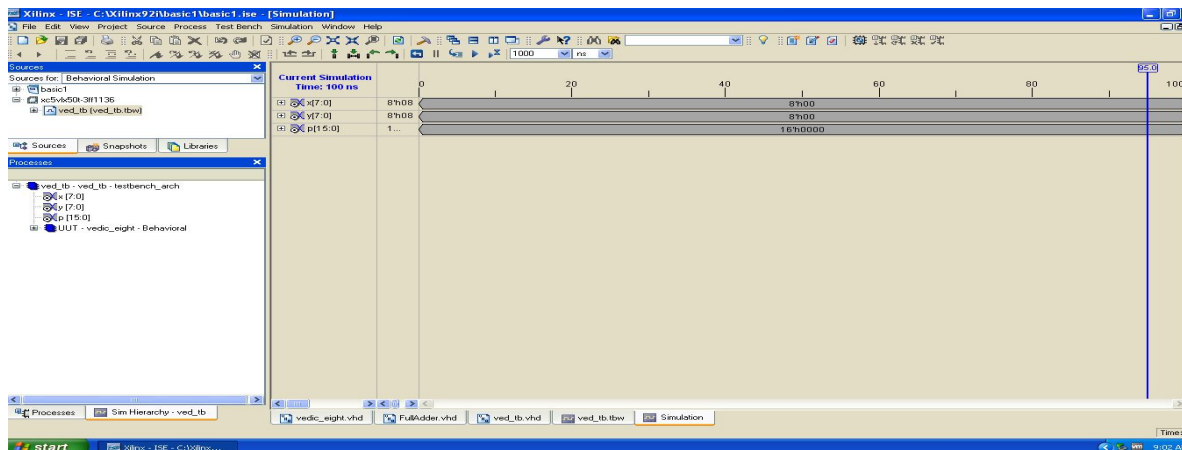 Xilinx - ISE - C:\Xilinx92i\basic1\basic1.ise - [Simulation]
File Edit View Project Source Process Test Bench Simulation Window Help
1000 ns
Sources
Sources for: Behavioral Simulation
basic1
xc5vlx50t-3ff1136
ved_tb (ved_tb.tbw)
Sources Snapshots Libraries
Processes
ved_tb - ved_tb - testbench_arch
x [7:0]
y [7:0]
p [15:0]
UUT - vedic_eight - Behavioral
Processes Sim Hierarchy - ved_tb
Current Simulation
Time: 100 ns
95.0
0 20 40 60 80 100
x[7:0] 8'h08 8'h00
y[7:0] 8'h08 8'h00
p[15:0] 1... 16'h0000
vedic_eight.vhd FullAdder.vhd ved_tb.vhd ved_tb.tbw Simulation
Time:
start Xilinx - ISE - C:\Xilinx... 9:02 A